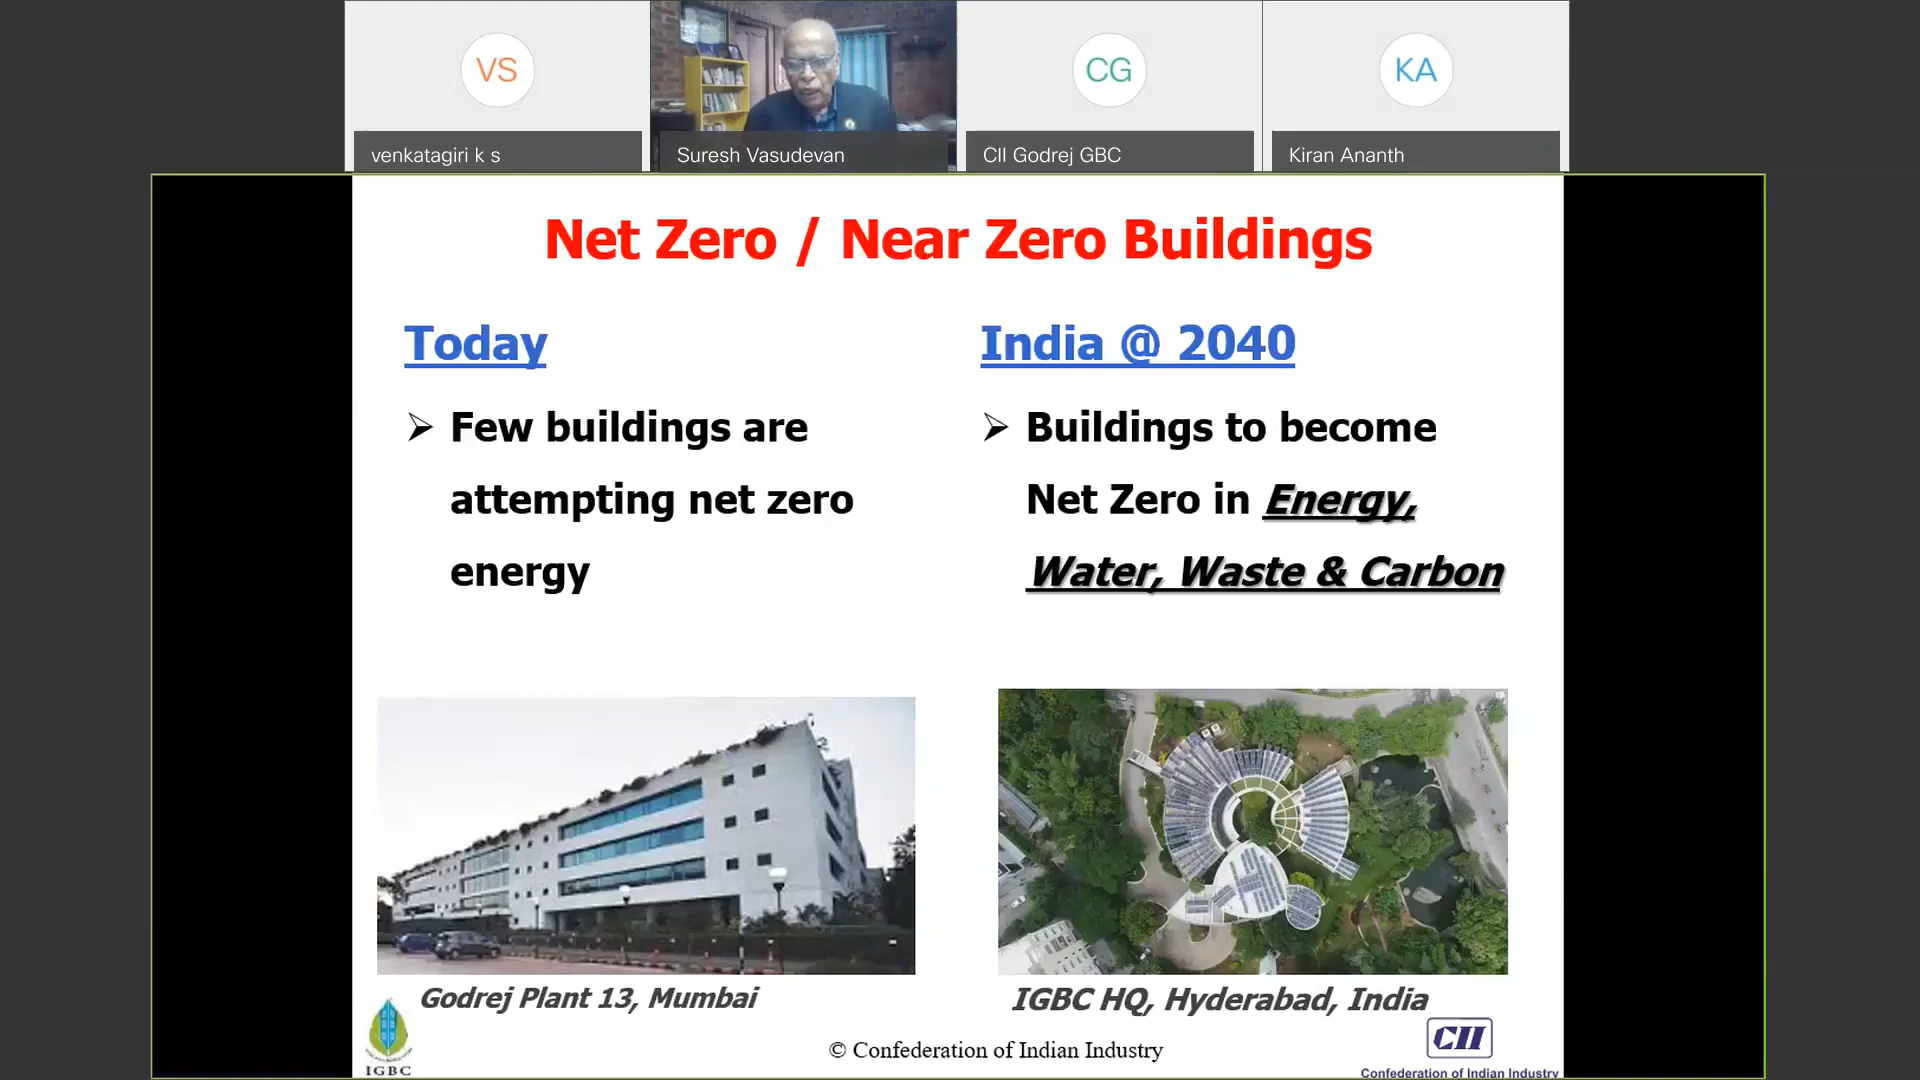 VS
CG
KA
venkatagiri k s
Suresh Vasudevan
CII Godrej GBC
Kiran Ananth
Net Zero / Near Zero Buildings
Today
Few buildings are
attempting net zero
energy
India @ 2040
Buildings to become
Net Zero in Energy,
Water, Waste & Carbon
Godrej Plant 13, Mumbai
IGBC HQ, Hyderabad, India
IGBC
© Confederation of Indian Industry
CII
Confederation of Indian Industry